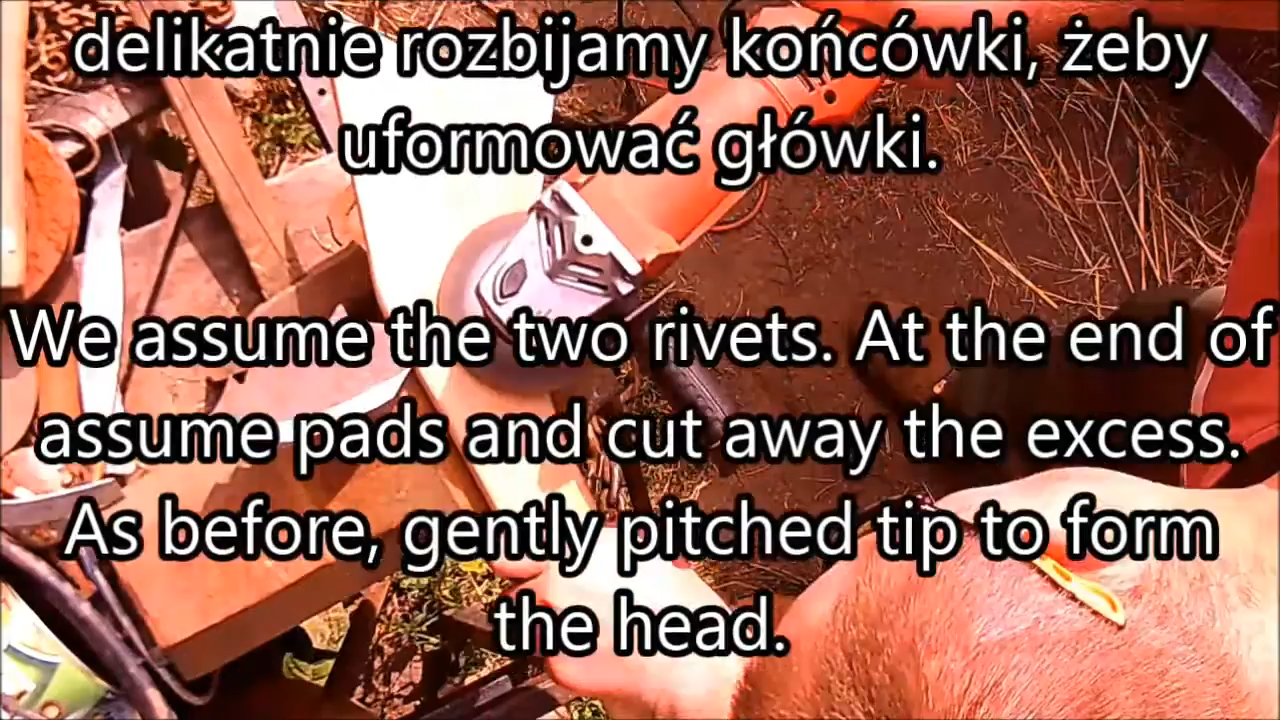 delikatnie rozbijamy końcówki, żeby
uformować główki.
We assume the two rivets. At the end of
assume pads and cut away the excess.
As before, gently pitched tip to form
the head.